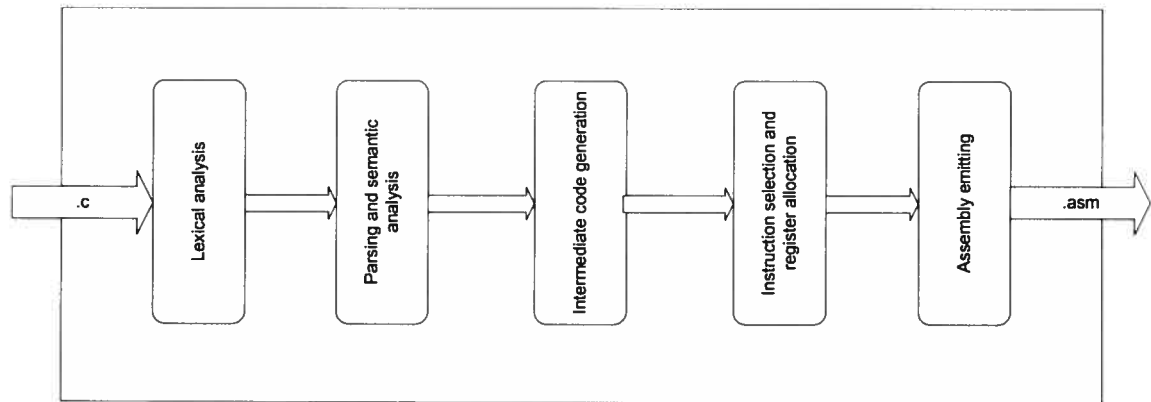 .c
Lexical analysis
Parsing and semantic
analysis
Intermediate code generation
Instruction selection and
register allocation
Assembly emitting
.asm